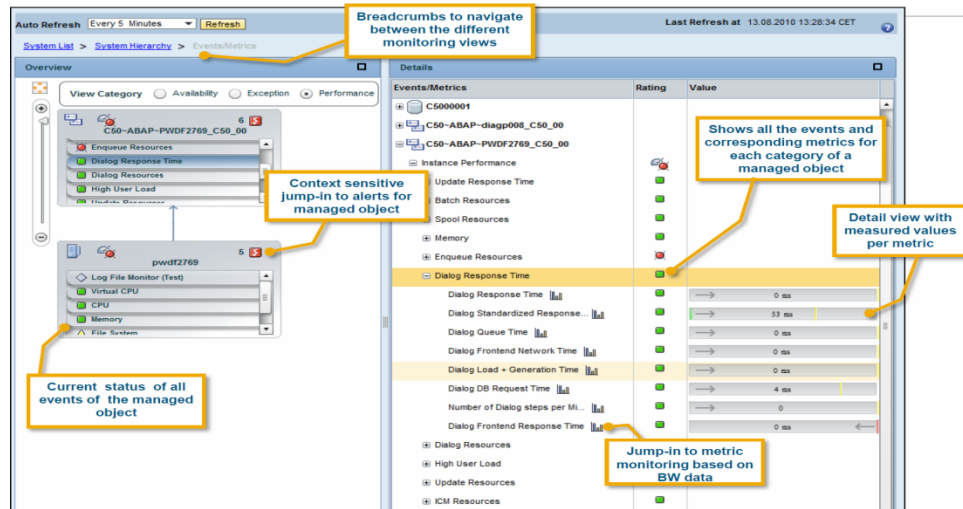 Auto Refresh Every 5 Minutes Refresh
Last Refresh at 13.08.2010 13:28:34 CET
Breadcrumbs to navigate
between the different
monitoring views
System List > System Hierarchy > Events/Metrics
Overview
View Category Availability Exception Performance
6
C50~ABAP~PWDF2769_C50_00
Enqueue Resources
Dialog Response Time
Dialog Resources
High User Load
Update Resources
Context sensitive
jump-in to alerts for
managed object
6
pwdf2769
Log File Monitor (Test)
Virtual CPU
CPU
Memory
File System
Current status of all
events of the managed
object
Details
Events/Metrics Rating Value
C5000001
C50~ABAP~diagp008_C50_00
C50~ABAP~PWDF2769_C50_00
Instance Performance
Update Response Time
Batch Resources
Spool Resources
Memory
Enqueue Resources
Dialog Response Time
Dialog Response Time 0 ms
Dialog Standardized Response... 53 ms
Dialog Queue Time 0 ms
Dialog Frontend Network Time 0 ms
Dialog Load + Generation Time 0 ms
Dialog DB Request Time 4 ms
Number of Dialog steps per Mi... 0
Dialog Frontend Response Time 0 ms
Dialog Resources
High User Load
Update Resources
ICM Resources
Shows all the events and
corresponding metrics for
each category of a
managed object
Detail view with
measured values
per metric
Jump-in to metric
monitoring based on
BW data